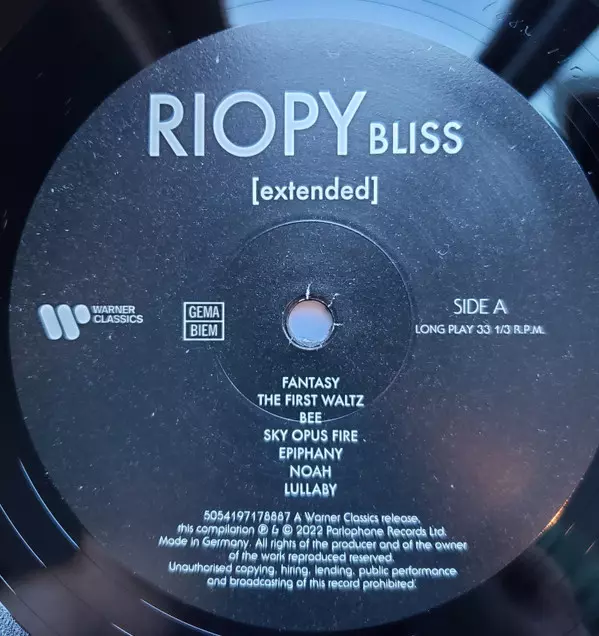 RIOPY BLISS
[extended]
WARNER
CLASSICS
GEMA
BIEM
SIDE A
LONG PLAY 33 1/3 R.P.M.
FANTASY
THE FIRST WALTZ
BEE
SKY OPUS FIRE
EPIPHANY
NOAH
LULLABY
5054197178887 A Warner Classics release,
this compilation ℗ & © 2022 Parlophone Records Ltd.
Made in Germany. All rights of the producer and of the owner
of the work reproduced reserved.
Unauthorised copying, hiring, lending, public performance
and broadcasting of this record prohibited.